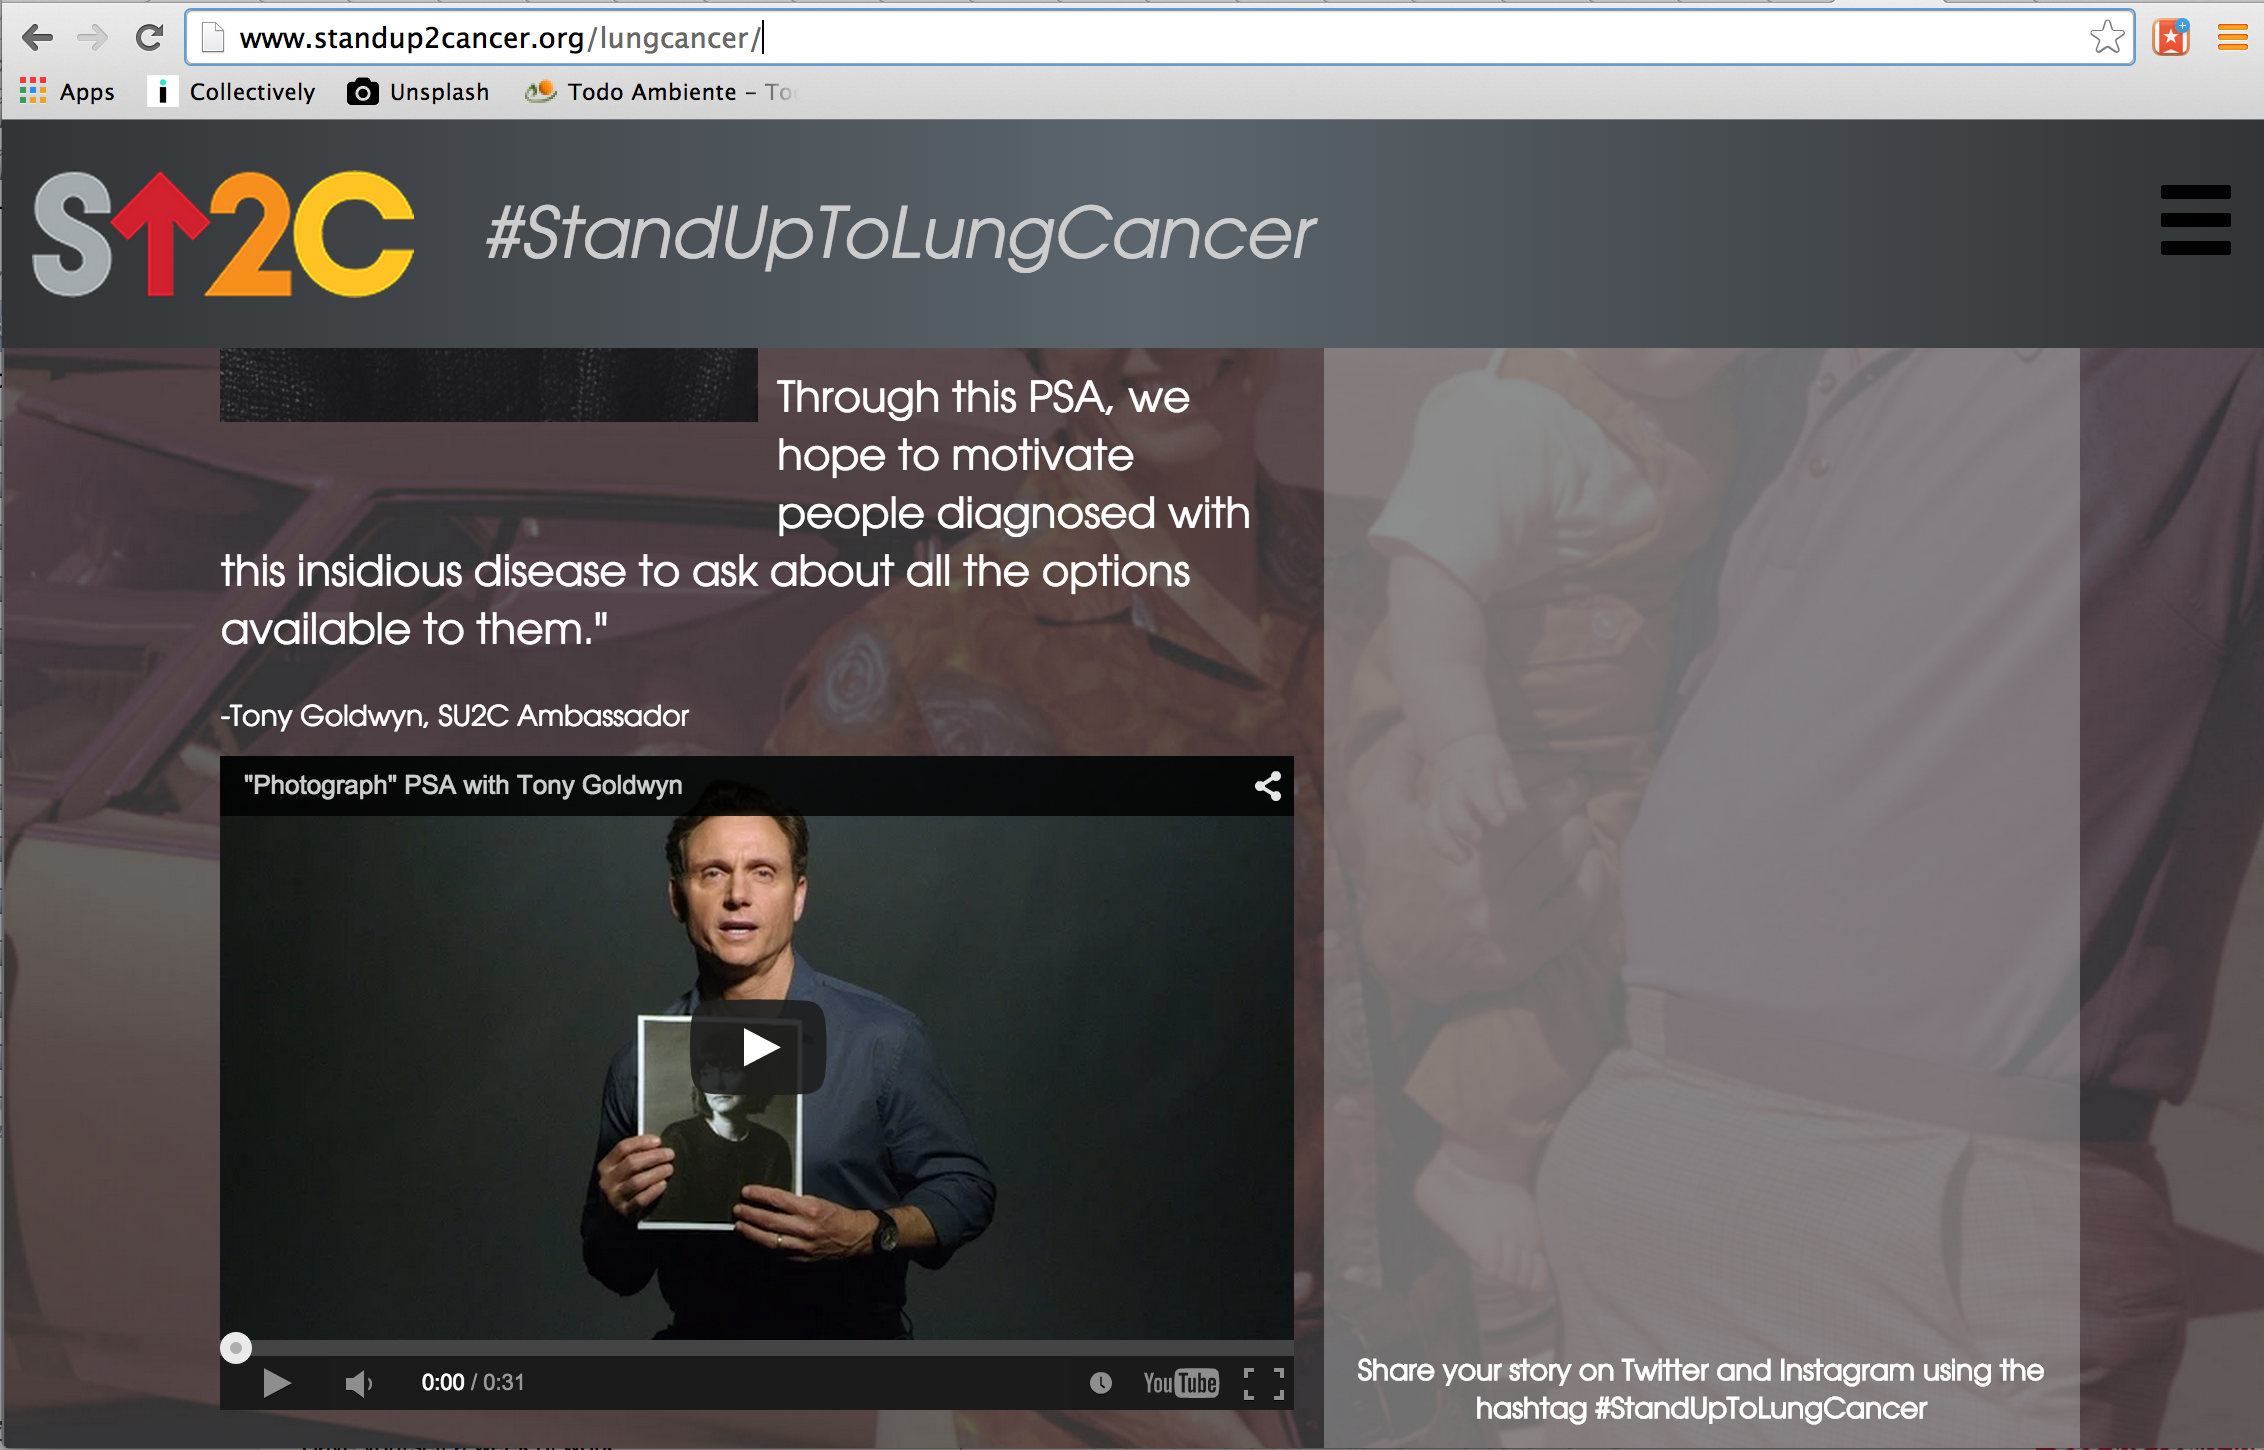 www.standup2cancer.org/lungcancer/
Apps Collectively Unsplash Todo Ambiente – To
SU2C #StandUpToLungCancer
Through this PSA, we
hope to motivate
people diagnosed with
this insidious disease to ask about all the options
available to them."
-Tony Goldwyn, SU2C Ambassador
"Photograph" PSA with Tony Goldwyn
0:00 / 0:31 YouTube
Share your story on Twitter and Instagram using the
hashtag #StandUpToLungCancer